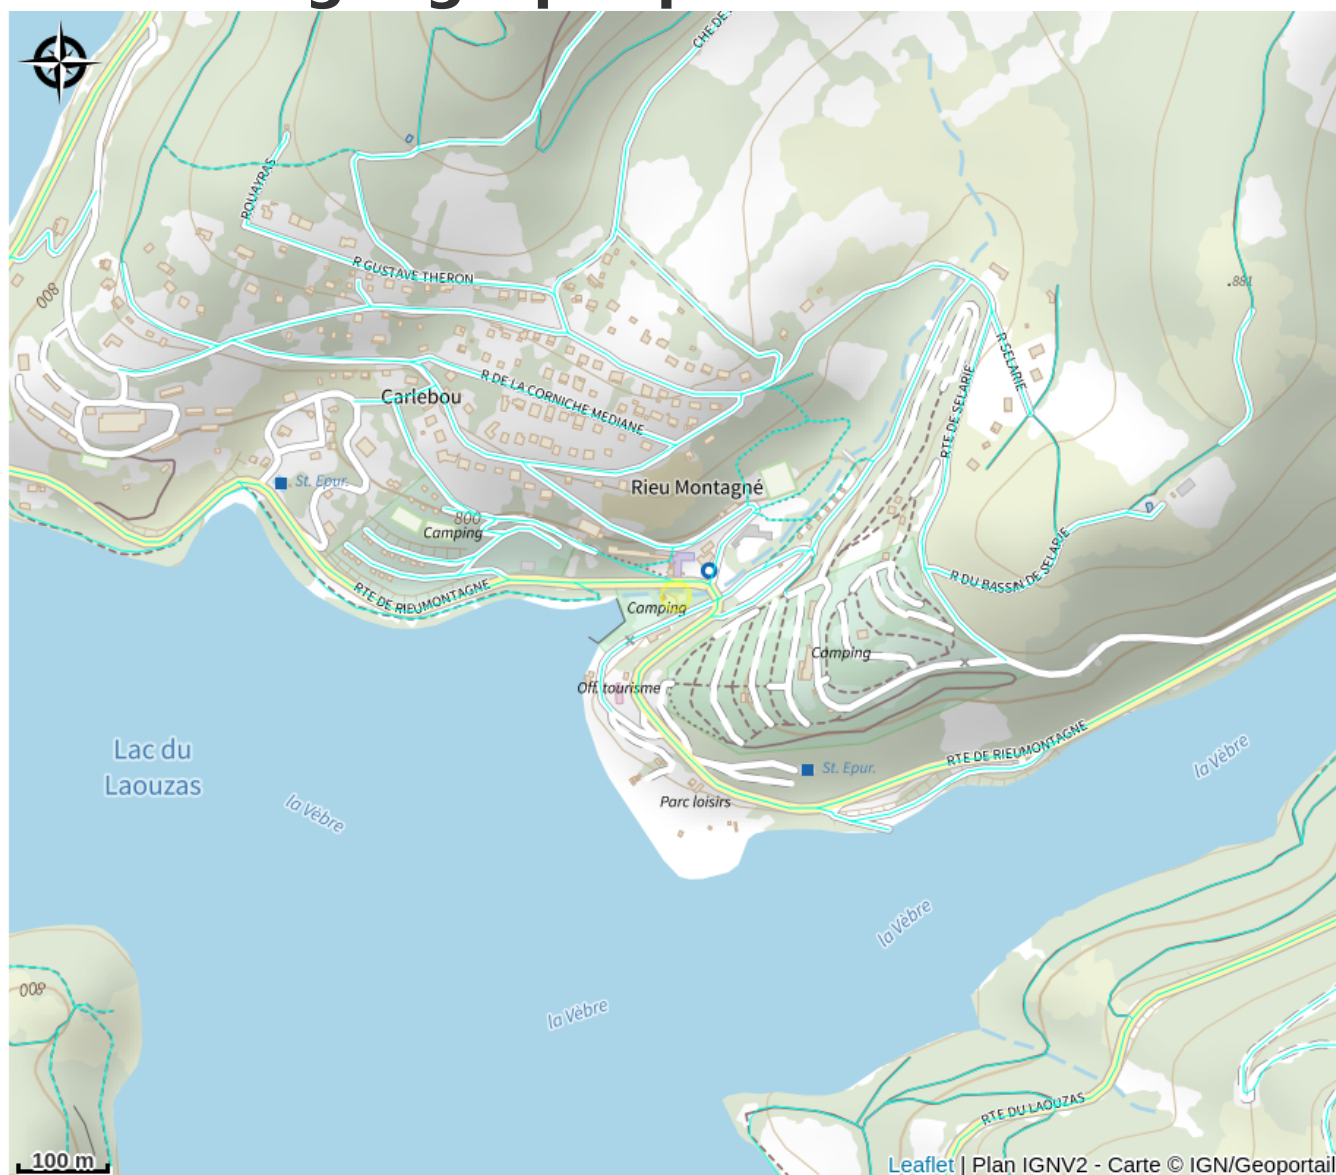 CHE DE
ROUAYRAS
R GUSTAVE THERON
800
.881
R SELARIE
R DE LA CORNICHE MEDIANE
Carlebou
RTE DE SELARIE
Rieu Montagné
St. Epur.
800
Camping
R DU BASSIN DE SELARIE
RTE DE RIEUMONTAGNE
Camping
Camping
Off. tourisme
Lac du
Laouzas
RTE DE RIEUMONTAGNE
la Vèbre
St. Epur.
la Vèbre
Parc loisirs
la Vèbre
800
la Vèbre
RTE DU LAOUZAS
100 m
Leaflet | Plan IGNV2 - Carte © IGN/Geoportail